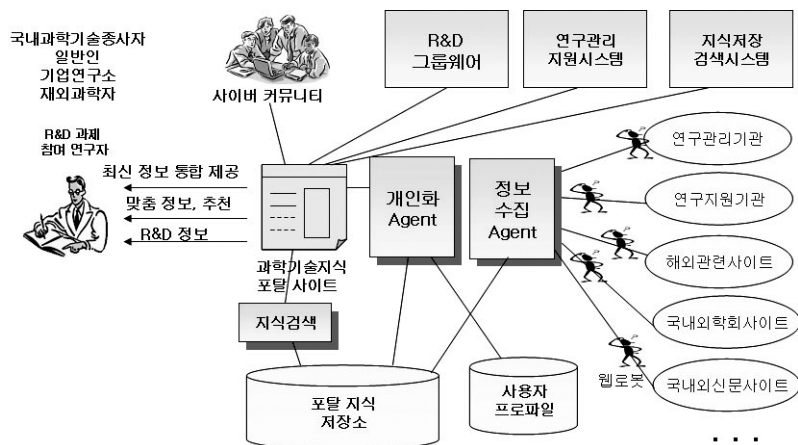 국내과학기술종사자
일반인
기업연구소
재외과학자
사이버 커뮤니티
R&D
그룹웨어
연구관리
지원시스템
지식저장
검색시스템
R&D 과제
참여 연구자
최신 정보 통합 제공
맞춤 정보, 추천
R&D 정보
과학기술지식
포탈 사이트
개인화
Agent
정보
수집
Agent
연구관리기관
연구지원기관
해외관련사이트
국내외학회사이트
국내외신문사이트
웹로봇
지식검색
포탈 지식
저장소
사용자
프로파일
. . .